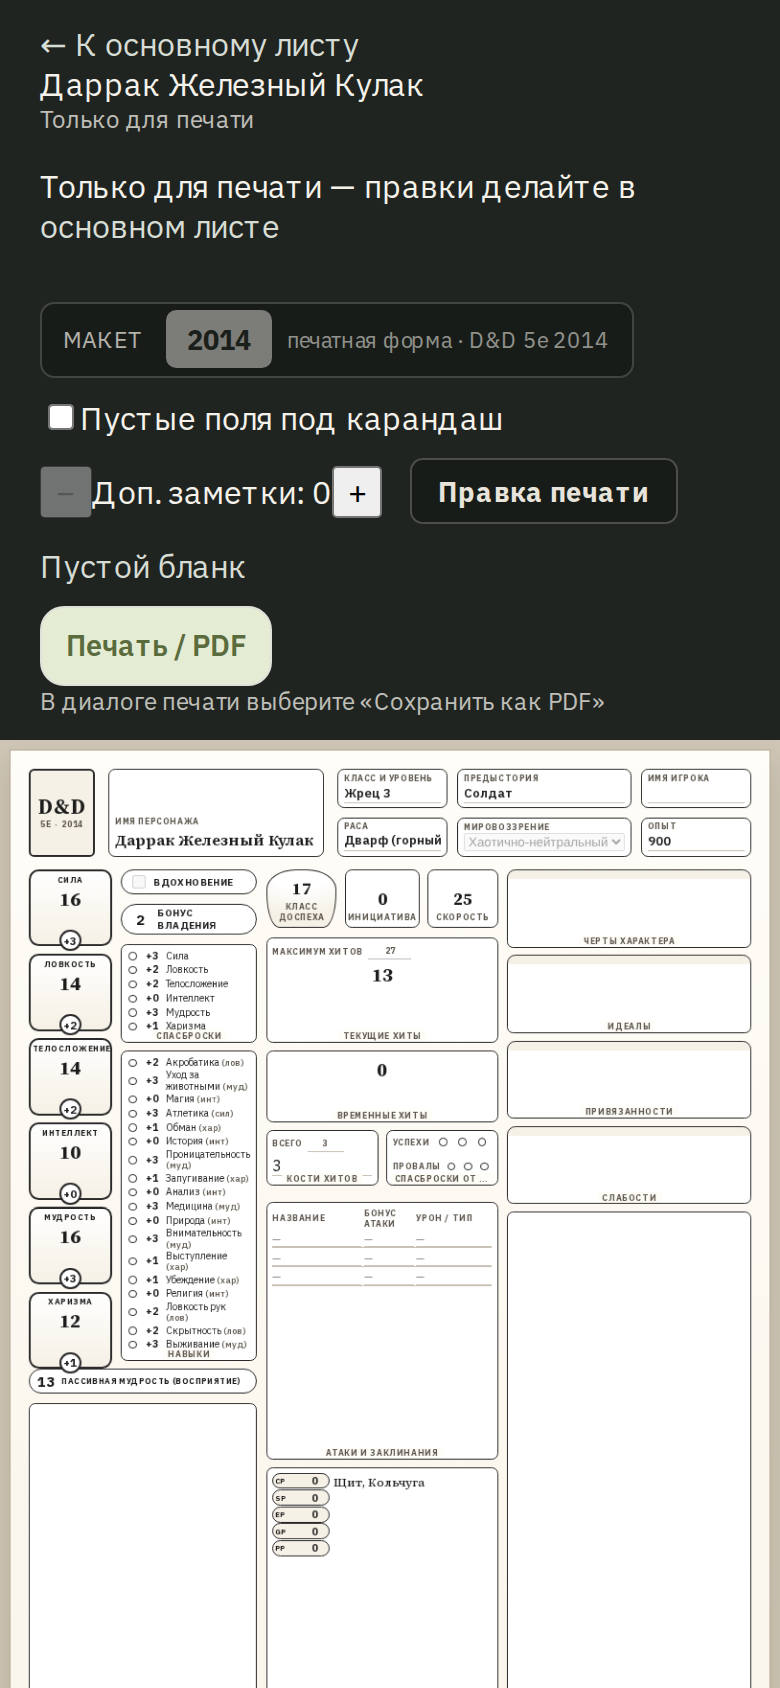 ← К основному листу
Даррак Железный Кулак
Только для печати
Только для печати — правки делайте в
основном листе
МАКЕТ 2014 печатная форма · D&D 5e 2014
Пустые поля под карандаш
− Доп. заметки: 0 + Правка печати
Пустой бланк
Печать / PDF
В диалоге печати выберите «Сохранить как PDF»
D&D
5E · 2014
ИМЯ ПЕРСОНАЖА
Даррак Железный Кулак
КЛАСС И УРОВЕНЬ
Жрец 3
ПРЕДЫСТОРИЯ
Солдат
ИМЯ ИГРОКА
РАСА
Дварф (горный
МИРОВОЗЗРЕНИЕ
Хаотично-нейтральный
ОПЫТ
900
СИЛА
16
+3
ЛОВКОСТЬ
14
+2
ТЕЛОСЛОЖЕНИЕ
14
+2
ИНТЕЛЛЕКТ
10
+0
МУДРОСТЬ
16
+3
ХАРИЗМА
12
+1
ВДОХНОВЕНИЕ
2 БОНУС
ВЛАДЕНИЯ
+3 Сила
+2 Ловкость
+2 Телосложение
+0 Интеллект
+3 Мудрость
+1 Харизма
СПАСБРОСКИ
+2 Акробатика (лов)
+3 Уход за
животными (муд)
+0 Магия (инт)
+3 Атлетика (сил)
+1 Обман (хар)
+0 История (инт)
+3 Проницательность
(муд)
+1 Запугивание (хар)
+0 Анализ (инт)
+3 Медицина (муд)
+0 Природа (инт)
+3 Внимательность
(муд)
+1 Выступление
(хар)
+1 Убеждение (хар)
+0 Религия (инт)
+2 Ловкость рук
(лов)
+2 Скрытность (лов)
+3 Выживание (муд)
НАВЫКИ
13 ПАССИВНАЯ МУДРОСТЬ (ВОСПРИЯТИЕ)
17
КЛАСС
ДОСПЕХА
0
ИНИЦИАТИВА
25
СКОРОСТЬ
МАКСИМУМ ХИТОВ 27
13
ТЕКУЩИЕ ХИТЫ
0
ВРЕМЕННЫЕ ХИТЫ
ВСЕГО 3
3
КОСТИ ХИТОВ
УСПЕХИ
ПРОВАЛЫ
СПАСБРОСКИ ОТ ...
НАЗВАНИЕ БОНУС
АТАКИ УРОН / ТИП
— — —
— — —
— — —
АТАКИ И ЗАКЛИНАНИЯ
CP 0
SP 0
EP 0
GP 0
PP 0
Щит, Кольчуга
ЧЕРТЫ ХАРАКТЕРА
ИДЕАЛЫ
ПРИВЯЗАННОСТИ
СЛАБОСТИ